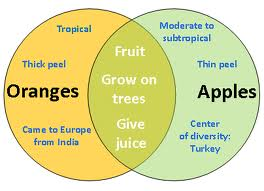 Tropical
Thick peel
Oranges
Came to Europe
from India
Fruit
Grow on
trees
Give
juice
Moderate to
subtropical
Thin peel
Apples
Center
of diversity:
Turkey